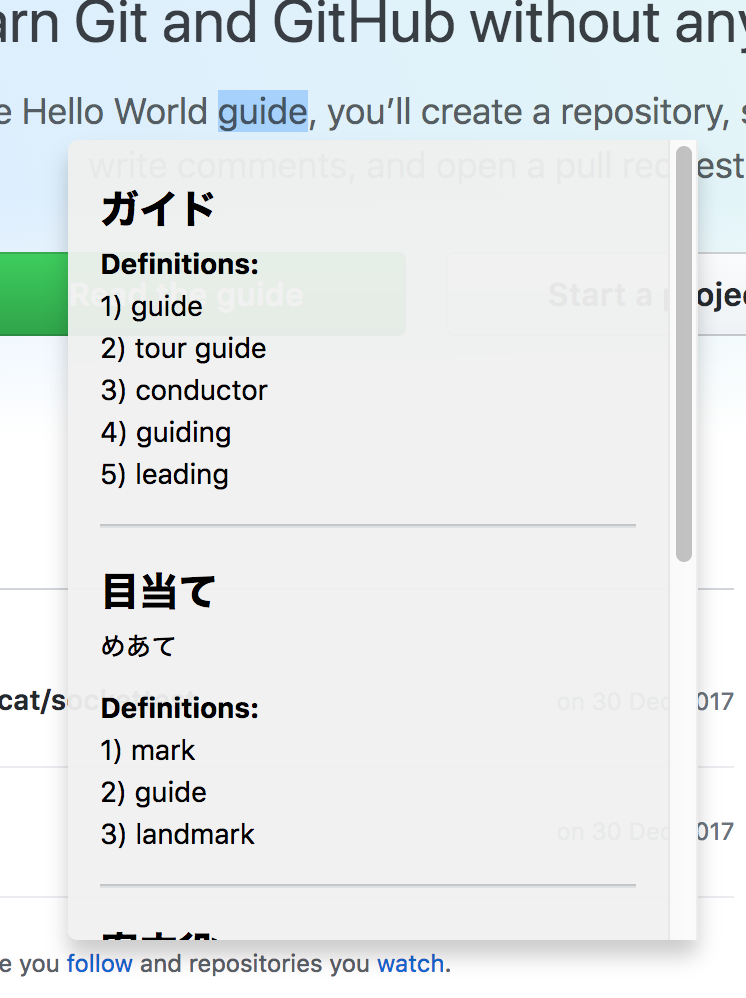 arn Git and GitHub without any
e Hello World guide, you’ll create a repository, s
write comments, and open a pull request
ガイド
Definitions:
Read the guide
Start a projec
1) guide
2) tour guide
3) conductor
4) guiding
5) leading
目当て
めあて
cat/sockettest
on 30 Dec 2017
Definitions:
1) mark
2) guide
3) landmark
on 30 Dec 2017
e you follow and repositories you watch.